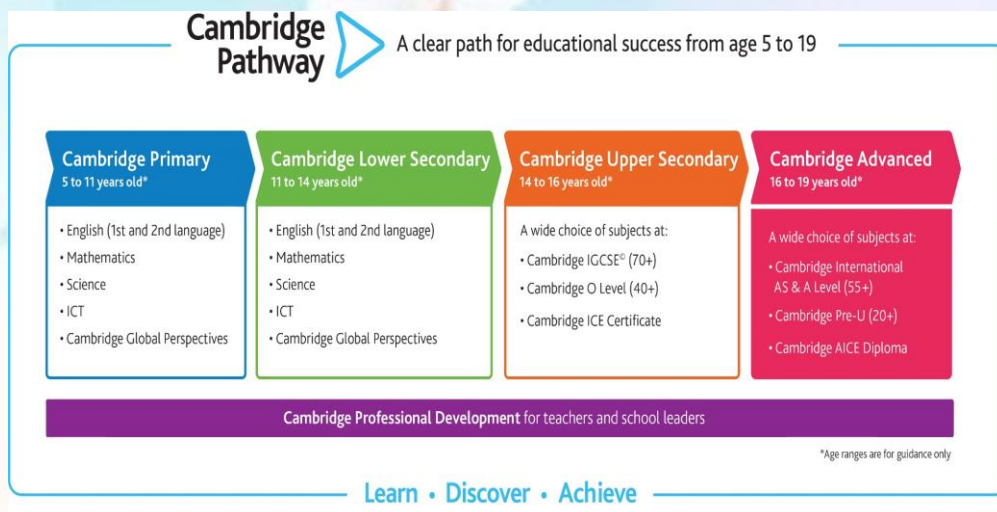 Cambridge
Pathway
A clear path for educational success from age 5 to 19
Cambridge Primary
5 to 11 years old*
• English (1st and 2nd language)
• Mathematics
• Science
• ICT
• Cambridge Global Perspectives
Cambridge Lower Secondary
11 to 14 years old*
• English (1st and 2nd language)
• Mathematics
• Science
• ICT
• Cambridge Global Perspectives
Cambridge Upper Secondary
14 to 16 years old*
A wide choice of subjects at:
• Cambridge IGCSE© (70+)
• Cambridge O Level (40+)
• Cambridge ICE Certificate
Cambridge Advanced
16 to 19 years old*
A wide choice of subjects at:
• Cambridge International
AS & A Level (55+)
• Cambridge Pre-U (20+)
• Cambridge AICE Diploma
Cambridge Professional Development for teachers and school leaders
*Age ranges are for guidance only
Learn • Discover • Achieve